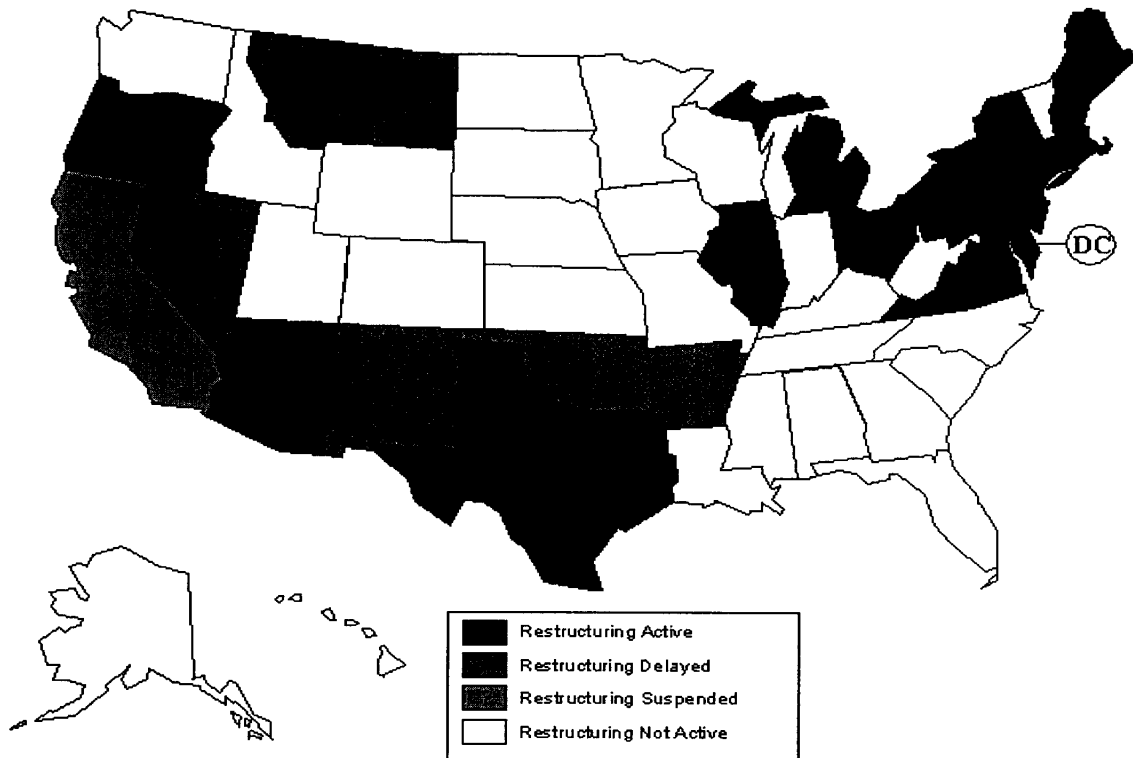 DC
Restructuring Active
Restructuring Delayed
Restructuring Suspended
Restructuring Not Active